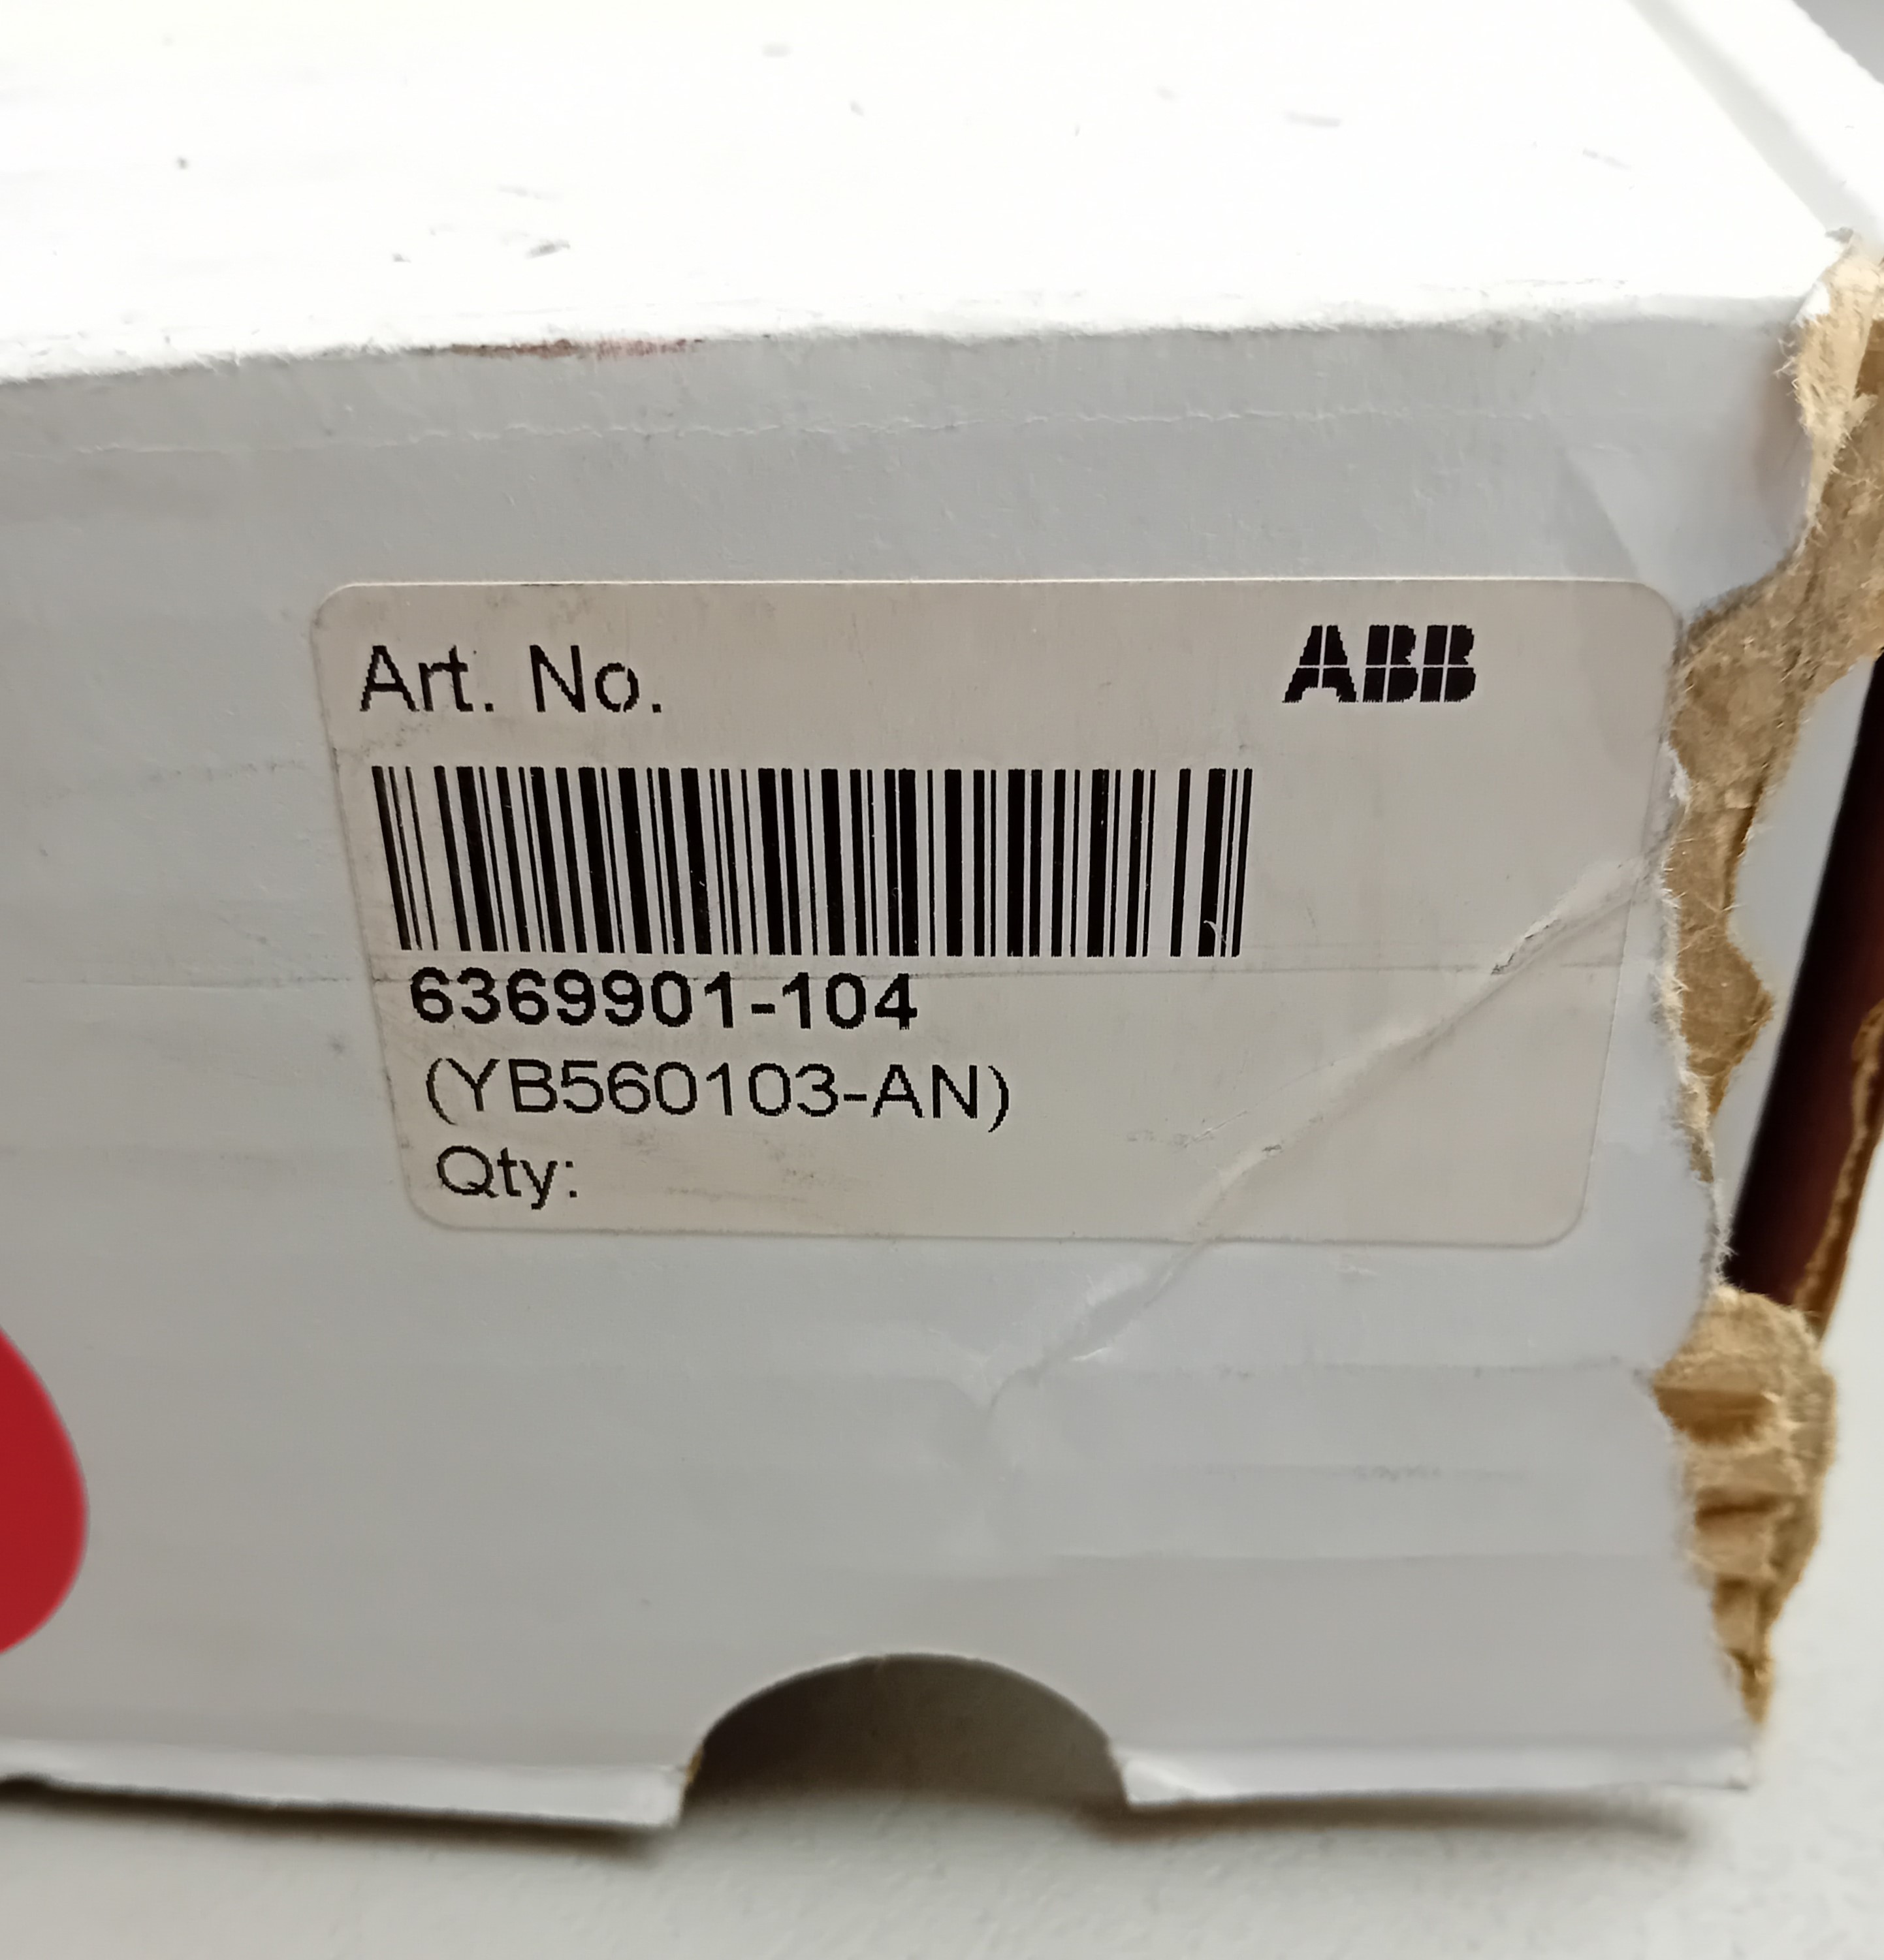 Art. No.
ABB
6369901-104
(YB560103-AN)
Qty: